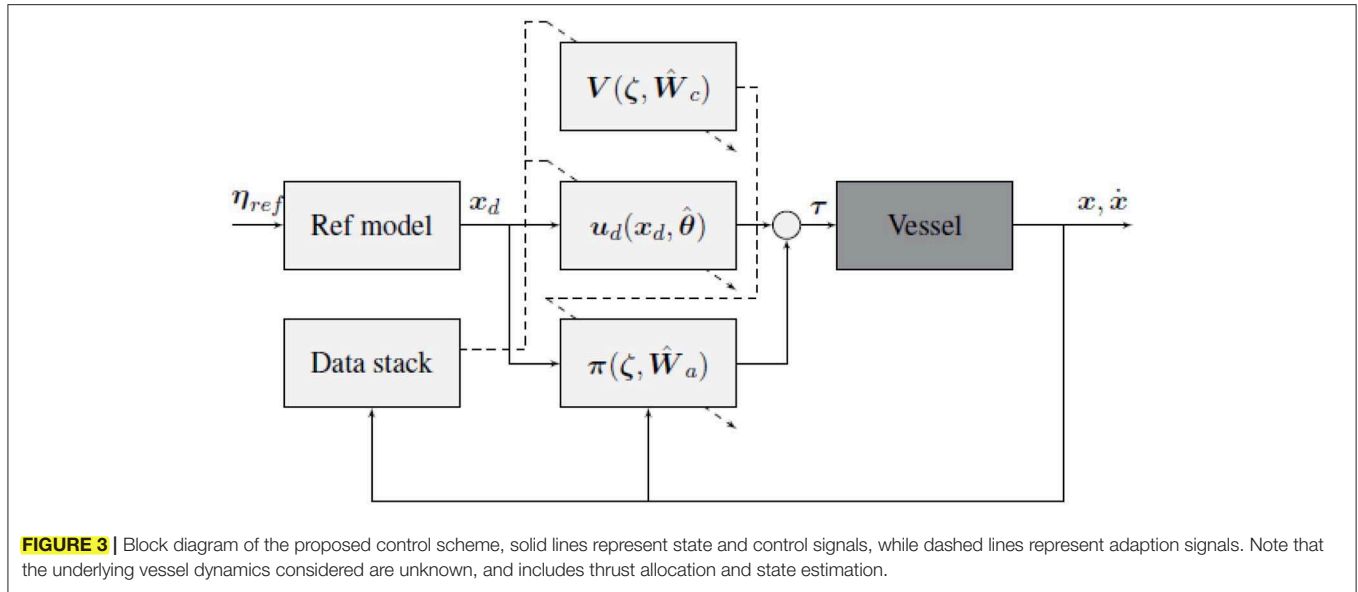 V(ζ, Ŵ_c)
η_ref
Ref model
x_d
u_d(x_d, θ̂)
τ
Vessel
x, ẋ
Data stack
π(ζ, Ŵ_a)
FIGURE 3 | Block diagram of the proposed control scheme, solid lines represent state and control signals, while dashed lines represent adaption signals. Note that
the underlying vessel dynamics considered are unknown, and includes thrust allocation and state estimation.